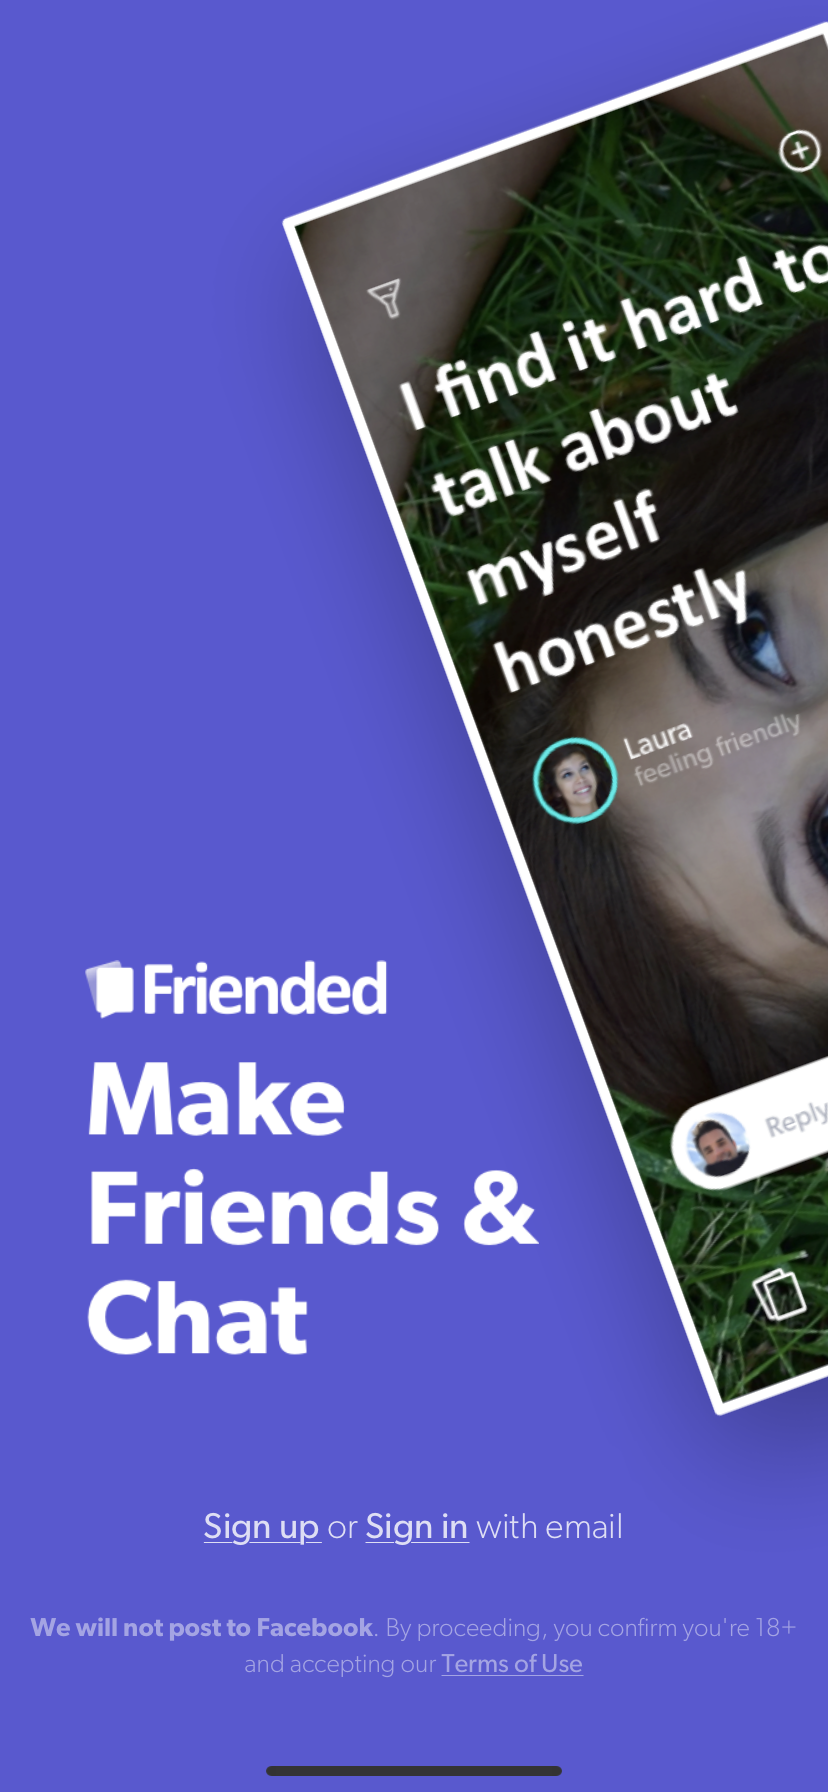 I find it hard to
talk about
myself
honestly
Laura
feeling friendly
Reply
Friended
Make
Friends &
Chat
Sign up or Sign in with email
We will not post to Facebook. By proceeding, you confirm you're 18+
and accepting our Terms of Use